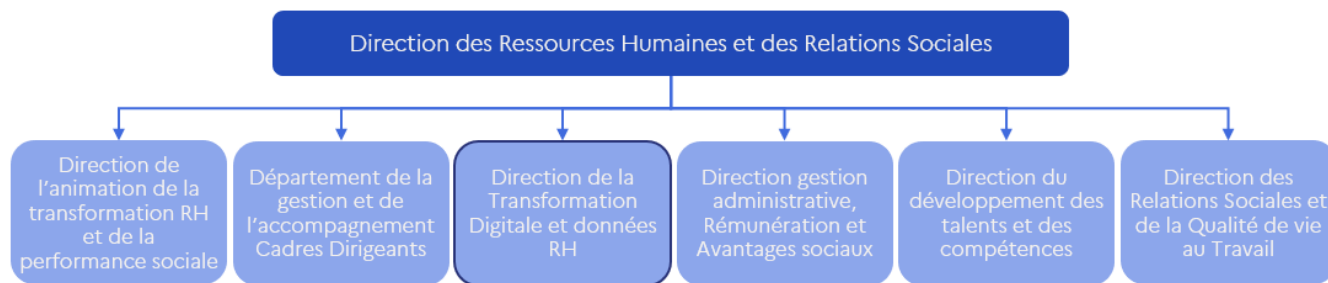 Direction des Ressources Humaines et des Relations Sociales
Direction de
l'animation de la
transformation RH
et de la
performance sociale
Département de la
gestion et de
l'accompagnement
Cadres Dirigeants
Direction de la
Transformation
Digitale et données
RH
Direction gestion
administrative,
Rémunération et
Avantages sociaux
Direction du
développement des
talents et des
compétences
Direction des
Relations Sociales et
de la Qualité de vie
au Travail